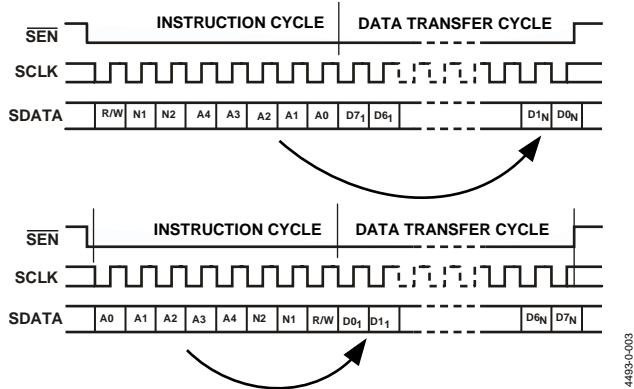 INSTRUCTION CYCLE DATA TRANSFER CYCLE
SEN
SCLK
SDATA R/W N1 N2 A4 A3 A2 A1 A0 D7₁ D6₁ D1N D0N
INSTRUCTION CYCLE DATA TRANSFER CYCLE
SEN
SCLK
SDATA A0 A1 A2 A3 A4 N2 N1 R/W D0₁ D1₁ D6N D7N
4493-0-003